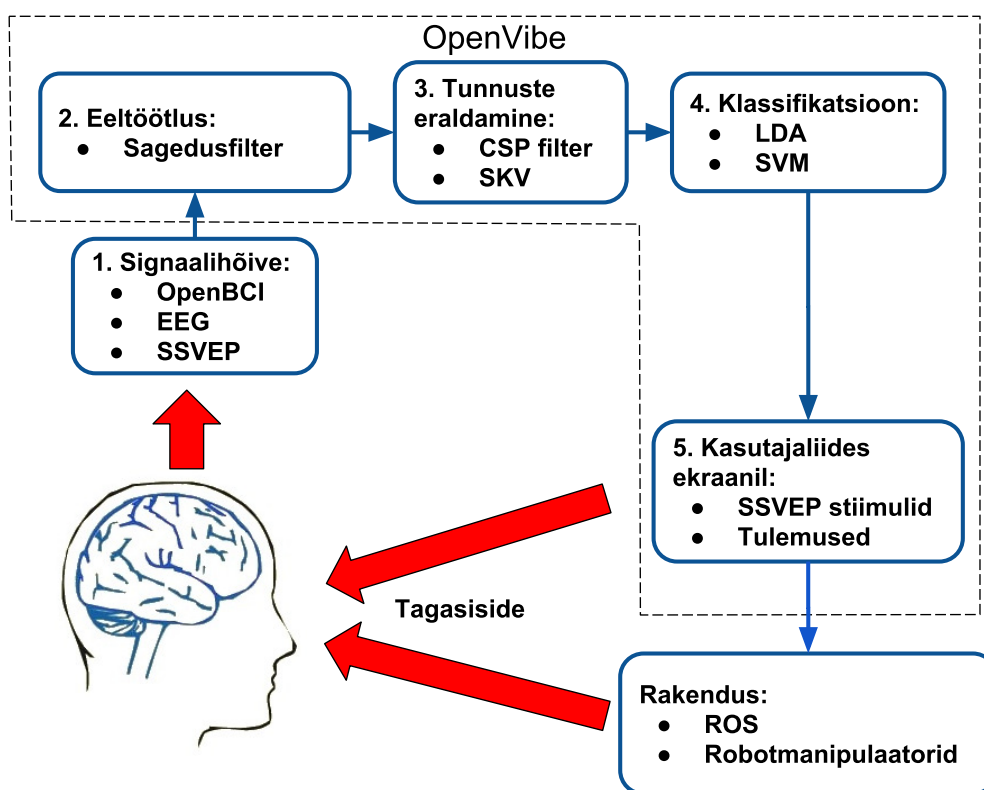 OpenVibe
2. Eeltöötlus:
● Sagedusfilter
3. Tunnuste
eraldamine:
● CSP filter
● SKV
4. Klassifikatsioon:
● LDA
● SVM
1. Signaalihõive:
● OpenBCI
● EEG
● SSVEP
5. Kasutajaliides
ekraanil:
● SSVEP stiimulid
● Tulemused
Tagasiside
Rakendus:
● ROS
● Robotmanipulaatorid